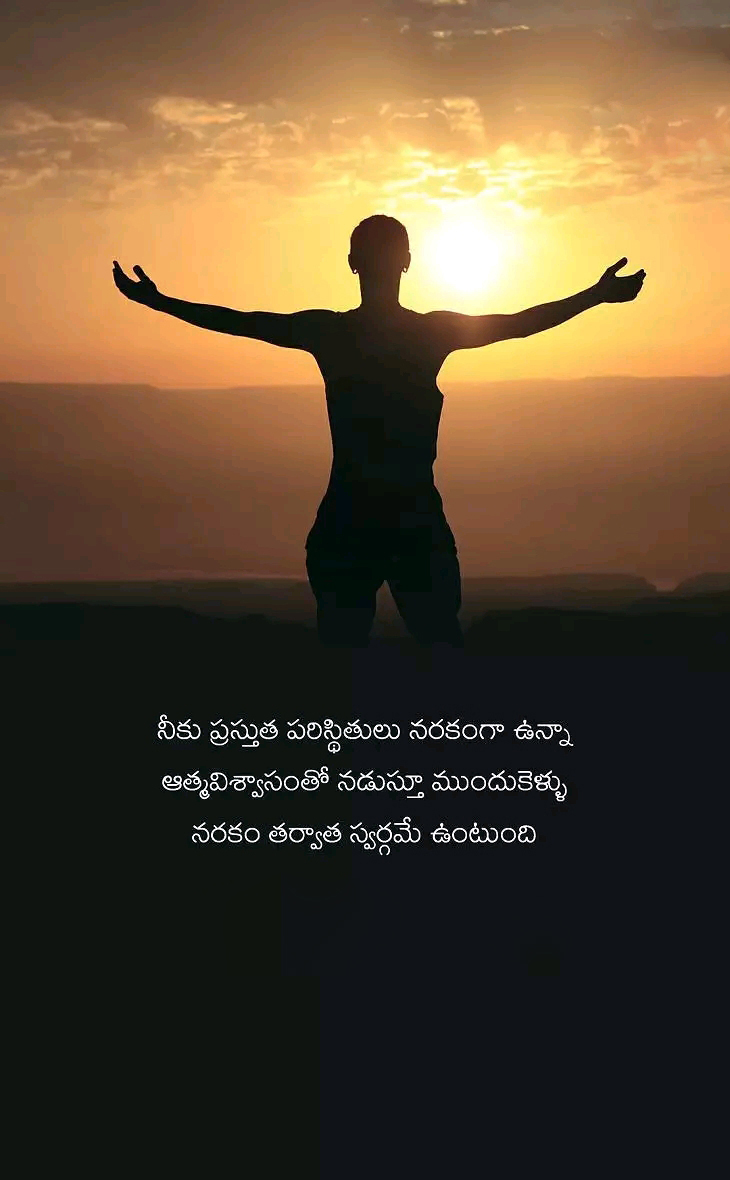 నీకు ప్రస్తుత పరిస్థితులు నరకంగా ఉన్నా
ఆత్మవిశ్వాసంతో నడుస్తూ ముందుకెళ్ళు
నరకం తర్వాత స్వర్గమే ఉంటుంది